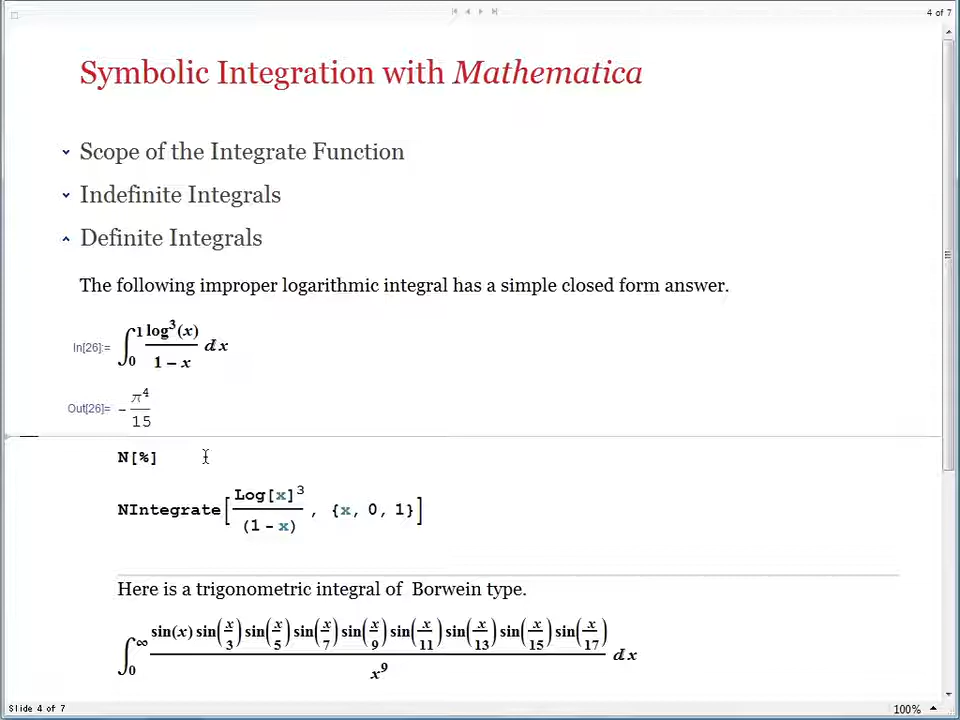 4 of 7
Symbolic Integration with Mathematica
Scope of the Integrate Function
Indefinite Integrals
Definite Integrals
The following improper logarithmic integral has a simple closed form answer.
In[26]:= ∫₀¹ log³(x) / (1 − x) ⅆx
Out[26]= − π⁴ / 15
N[%]
NIntegrate[Log[x]³ / (1 - x), {x, 0, 1}]
Here is a trigonometric integral of Borwein type.
∫₀^∞ sin(x) sin(x/3) sin(x/5) sin(x/7) sin(x/9) sin(x/11) sin(x/13) sin(x/15) sin(x/17) / x⁹ ⅆx
Slide 4 of 7
100%